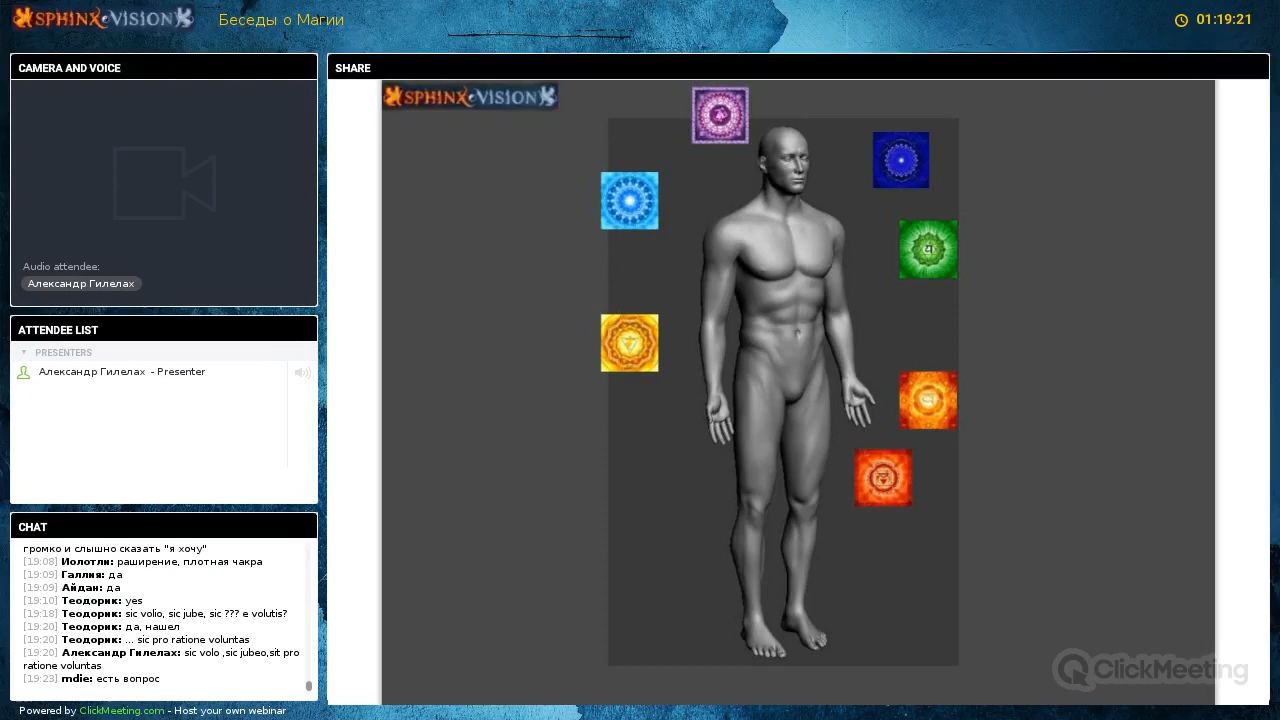 SPHINX VISION
Беседы о Магии
01:19:21
CAMERA AND VOICE
Audio attendee:
Александр Гилелах
ATTENDEE LIST
PRESENTERS
Александр Гилелах - Presenter
CHAT
громко и слышно сказать "я хочу"
[19:08] Иолотли: раширение, плотная чакра
[19:09] Галлия: да
[19:09] Айдан: да
[19:10] Теодорик: yes
[19:18] Теодорик: sic volio, sic jube, sic ??? e volutis?
[19:20] Теодорик: да, нашел
[19:20] Теодорик: ... sic pro ratione voluntas
[19:20] Александр Гилелах: sic volo ,sic jubeo,sit pro
ratione voluntas
[19:23] mdie: есть вопрос
Powered by ClickMeeting.com - Host your own webinar
SHARE
SPHINX VISION
ClickMeeting